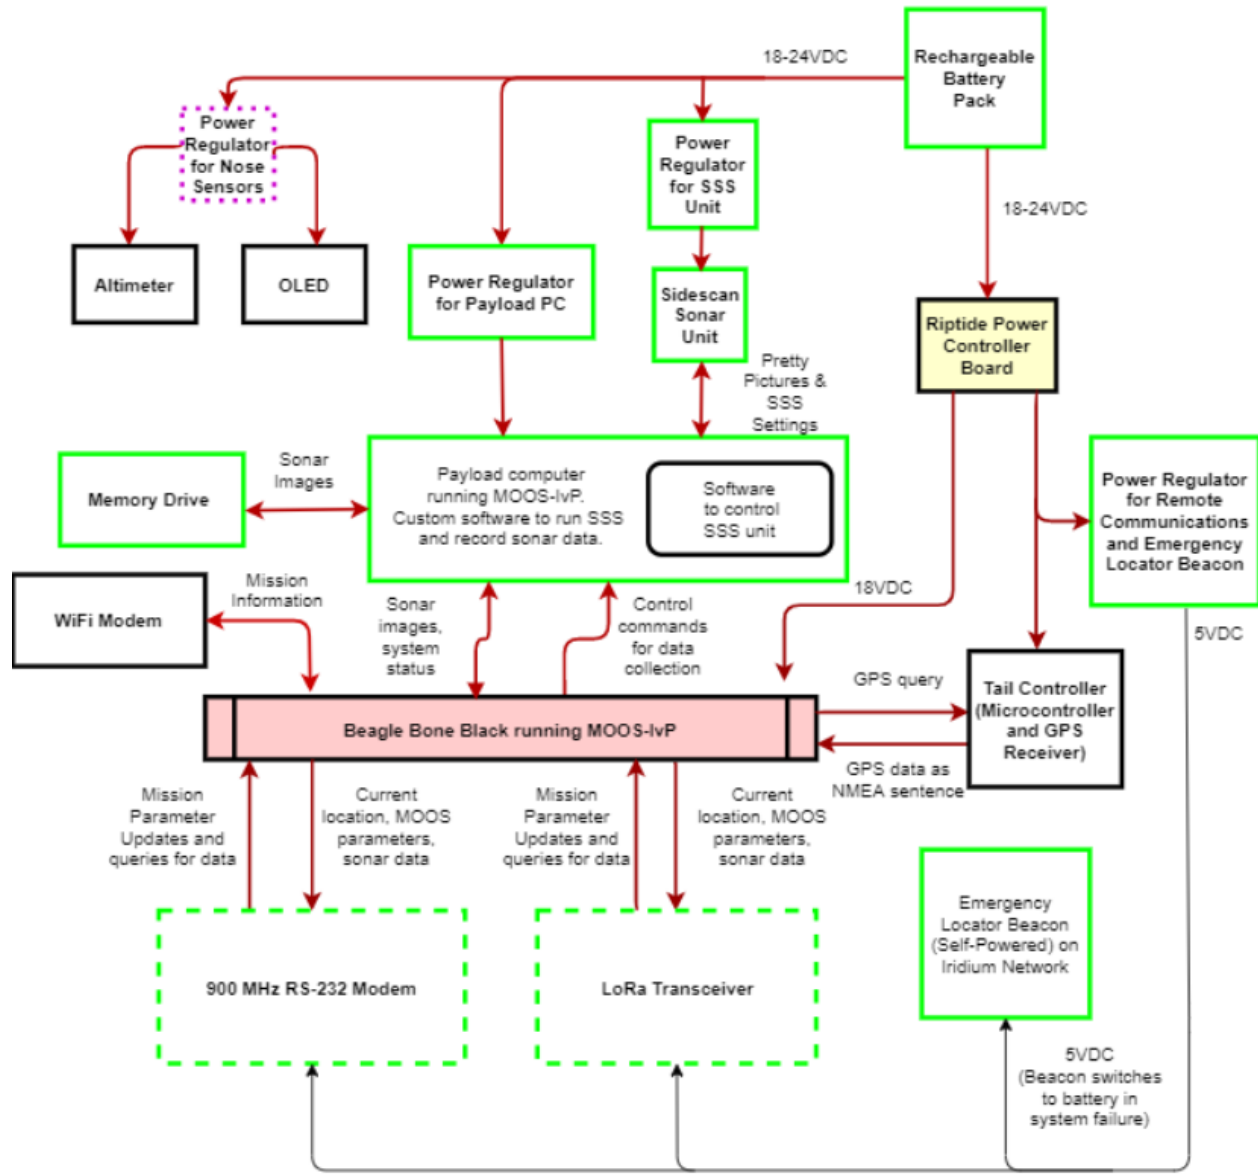 18-24VDC
Rechargeable
Battery
Pack
Power
Regulator
for Nose
Sensors
Power
Regulator
for SSS
Unit
18-24VDC
Altimeter
OLED
Power Regulator
for Payload PC
Sidescan
Sonar
Unit
Riptide Power
Controller
Board
Pretty
Pictures &
SSS
Settings
Memory Drive
Sonar
Images
Payload computer
running MOOS-IvP.
Custom software to run SSS
and record sonar data.
Software
to control
SSS unit
Power Regulator
for Remote
Communications
and Emergency
Locator Beacon
WiFi Modem
Mission
Information
Sonar
images,
system
status
Control
commands
for data
collection
18VDC
5VDC
GPS query
Tail Controller
(Microcontroller
and GPS
Receiver)
Beagle Bone Black running MOOS-IvP
GPS data as
NMEA sentence
Mission
Parameter
Updates and
queries for data
Current
location, MOOS
parameters,
sonar data
Mission
Parameter
Updates and
queries for data
Current
location, MOOS
parameters,
sonar data
900 MHz RS-232 Modem
LoRa Transceiver
Emergency
Locator Beacon
(Self-Powered) on
Iridium Network
5VDC
(Beacon switches
to battery in
system failure)